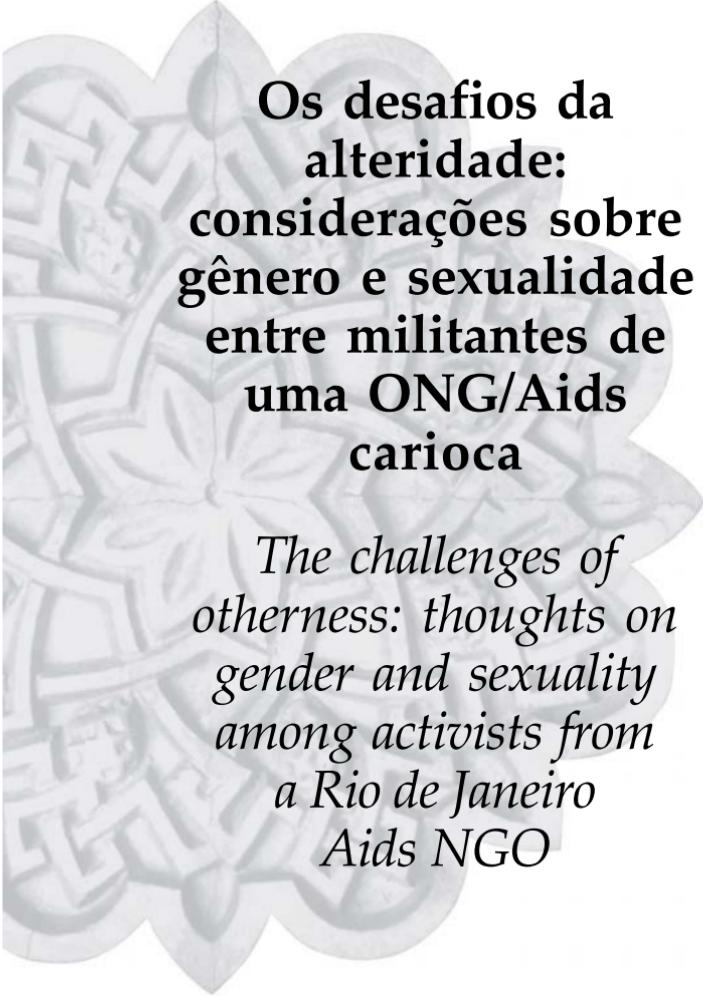 Os desafios da
alteridade:
considerações sobre
gênero e sexualidade
entre militantes de
uma ONG/Aids
carioca
The challenges of
otherness: thoughts on
gender and sexuality
among activists from
a Rio de Janeiro
Aids NGO